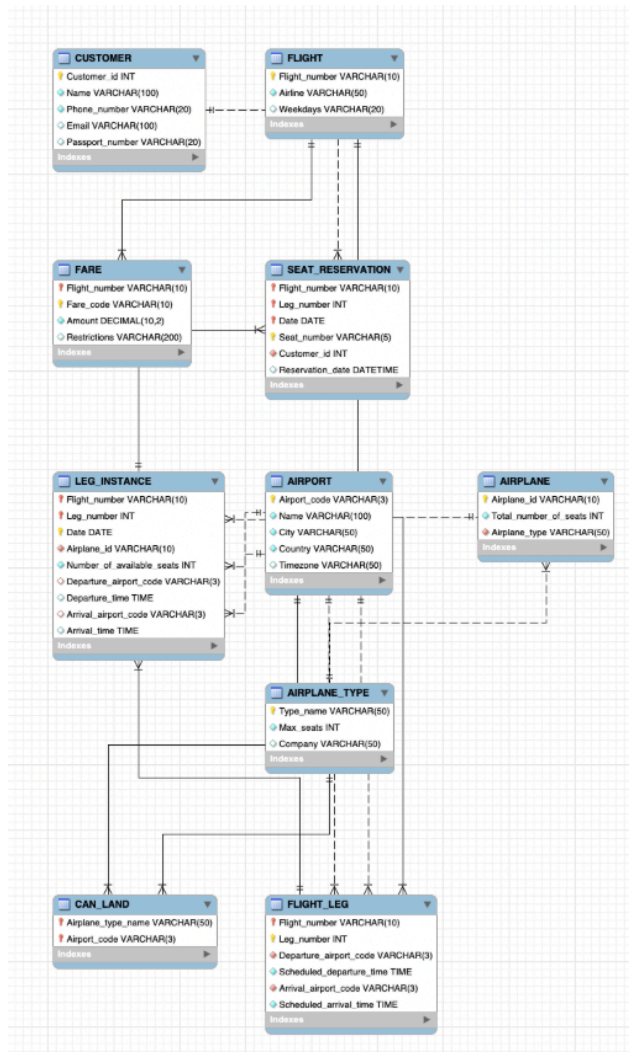 CUSTOMER
Customer_id INT
Name VARCHAR(100)
Phone_number VARCHAR(20)
Email VARCHAR(100)
Passport_number VARCHAR(20)
Indexes
FLIGHT
Flight_number VARCHAR(10)
Airline VARCHAR(50)
Weekdays VARCHAR(20)
Indexes
FARE
Flight_number VARCHAR(10)
Fare_code VARCHAR(10)
Amount DECIMAL(10,2)
Restrictions VARCHAR(200)
Indexes
SEAT_RESERVATION
Flight_number VARCHAR(10)
Leg_number INT
Date DATE
Seat_number VARCHAR(5)
Customer_id INT
Reservation_date DATETIME
Indexes
LEG_INSTANCE
Flight_number VARCHAR(10)
Leg_number INT
Date DATE
Airplane_id VARCHAR(10)
Number_of_available_seats INT
Departure_airport_code VARCHAR(3)
Departure_time TIME
Arrival_airport_code VARCHAR(3)
Arrival_time TIME
Indexes
AIRPORT
Airport_code VARCHAR(3)
Name VARCHAR(100)
City VARCHAR(50)
Country VARCHAR(50)
Timezone VARCHAR(50)
Indexes
AIRPLANE
Airplane_id VARCHAR(10)
Total_number_of_seats INT
Airplane_type VARCHAR(50)
Indexes
AIRPLANE_TYPE
Type_name VARCHAR(50)
Max_seats INT
Company VARCHAR(50)
Indexes
CAN_LAND
Airplane_type_name VARCHAR(50)
Airport_code VARCHAR(3)
Indexes
FLIGHT_LEG
Flight_number VARCHAR(10)
Leg_number INT
Departure_airport_code VARCHAR(3)
Scheduled_departure_time TIME
Arrival_airport_code VARCHAR(3)
Scheduled_arrival_time TIME
Indexes